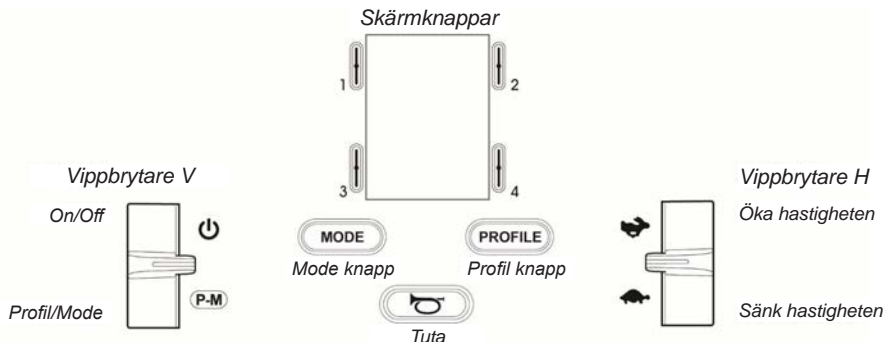 Skärmknappar
1
2
3
4
Vippbrytare V
On/Off
Profil/Mode
P-M
MODE
Mode knapp
PROFILE
Profil knapp
Tuta
Vippbrytare H
Öka hastigheten
Sänk hastigheten